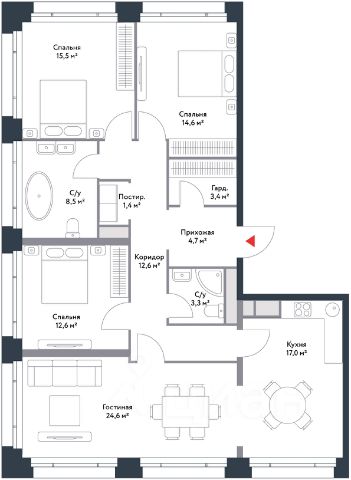 Спальня
15,5 м²
Спальня
14,6 м²
С/у
8,5 м²
Постир.
1,4 м²
Гард.
3,4 м²
Прихожая
4,7 м²
Коридор
12,6 м²
С/у
3,3 м²
Спальня
12,6 м²
Кухня
17,0 м²
Гостиная
24,6 м²